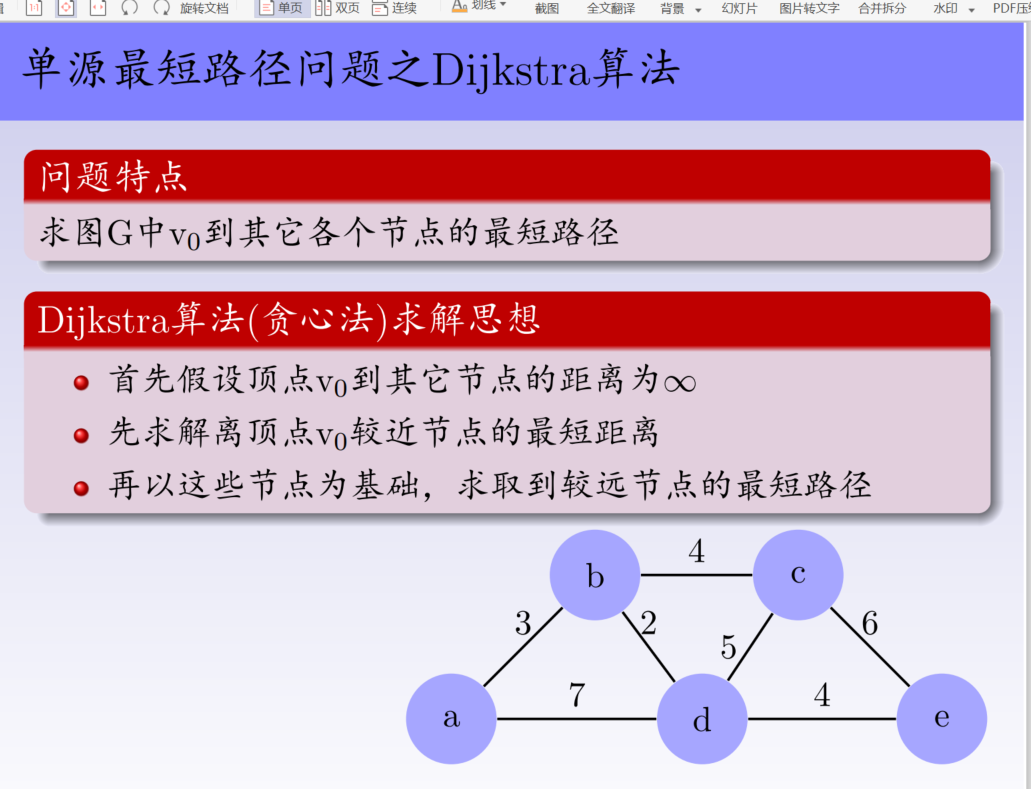 1:1 旋转文档 单页 双页 连续 划线 截图 全文翻译 背景 幻灯片 图片转文字 合并拆分 水印 PDF压
单源最短路径问题之Dijkstra算法
问题特点
求图G中v₀到其它各个节点的最短路径
Dijkstra算法(贪心法)求解思想
首先假设顶点v₀到其它节点的距离为∞
先求解离顶点v₀较近节点的最短距离
再以这些节点为基础，求取到较远节点的最短路径
4
b
c
3
2
5
6
7
4
a
d
e